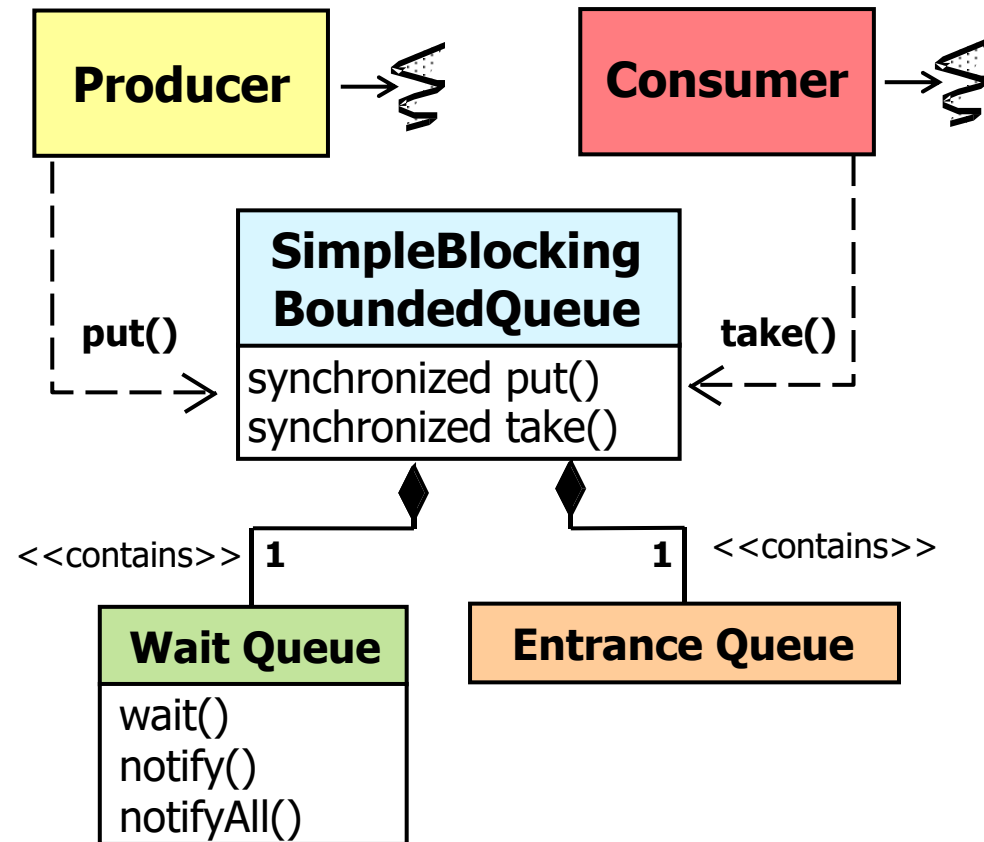 Producer
Consumer
SimpleBlocking
BoundedQueue
put()
take()
synchronized put()
synchronized take()
<<contains>>
1
1
<<contains>>
Wait Queue
Entrance Queue
wait()
notify()
notifyAll()